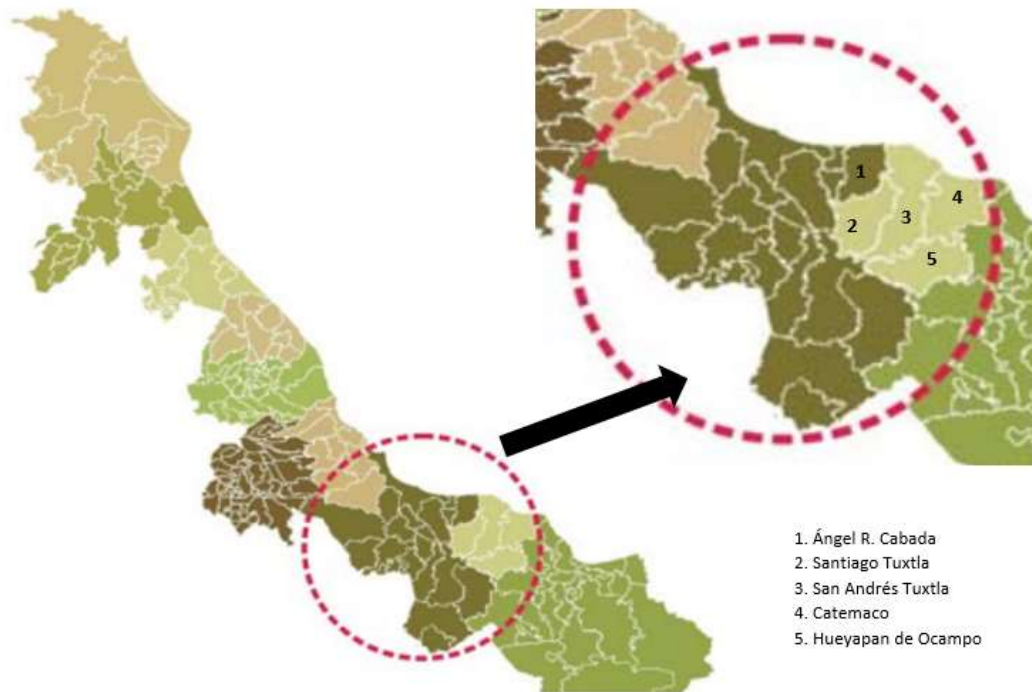 1
2
3
4
5
1. Ángel R. Cabada
2. Santiago Tuxtla
3. San Andrés Tuxtla
4. Catemaco
5. Hueyapan de Ocampo